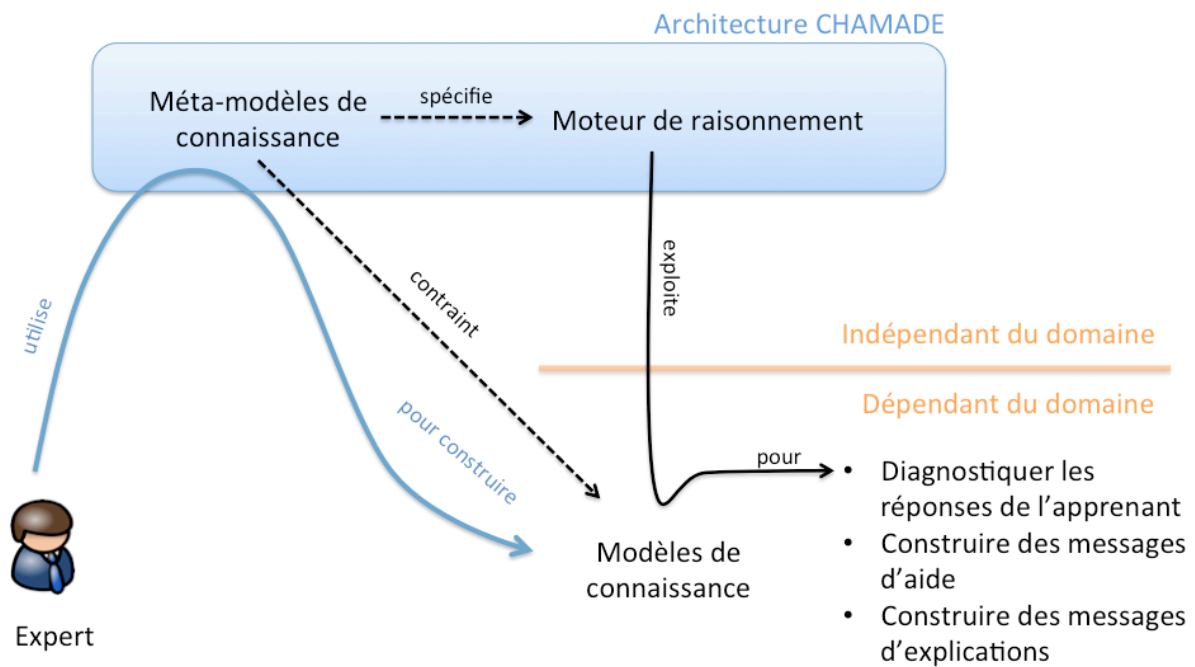 Architecture CHAMADE
Méta-modèles de
connaissance
spécifie
Moteur de raisonnement
utilise
contraint
exploite
Indépendant du domaine
Dépendant du domaine
pour construire
pour
• Diagnostiquer les
réponses de l’apprenant
• Construire des messages
d’aide
• Construire des messages
d’explications
Modèles de
connaissance
Expert